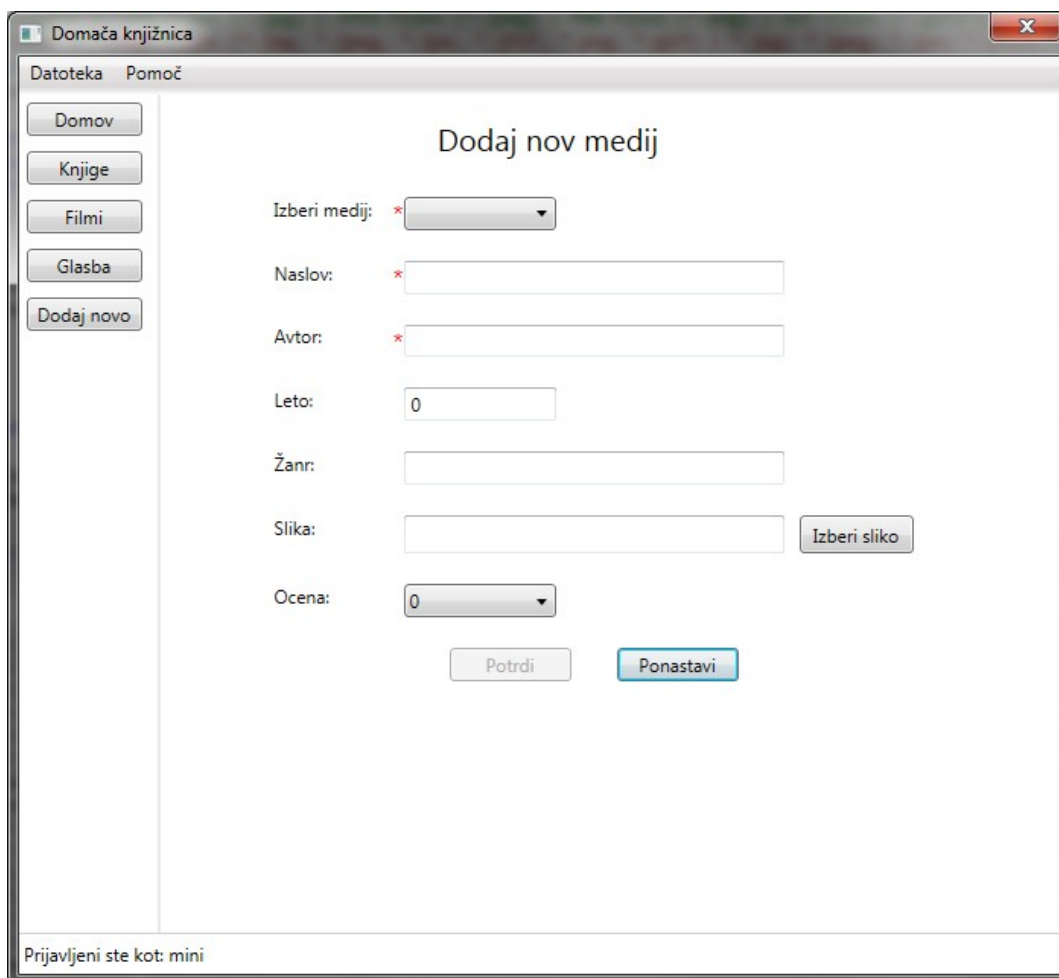 Domača knjižnica
Datoteka Pomoč
Domov
Knjige
Filmi
Glasba
Dodaj novo
Dodaj nov medij
Izberi medij: *
Naslov: *
Avtor: *
Leto: 0
Žanr:
Slika: Izberi sliko
Ocena: 0
Potrdi Ponastavi
Prijavljeni ste kot: mini